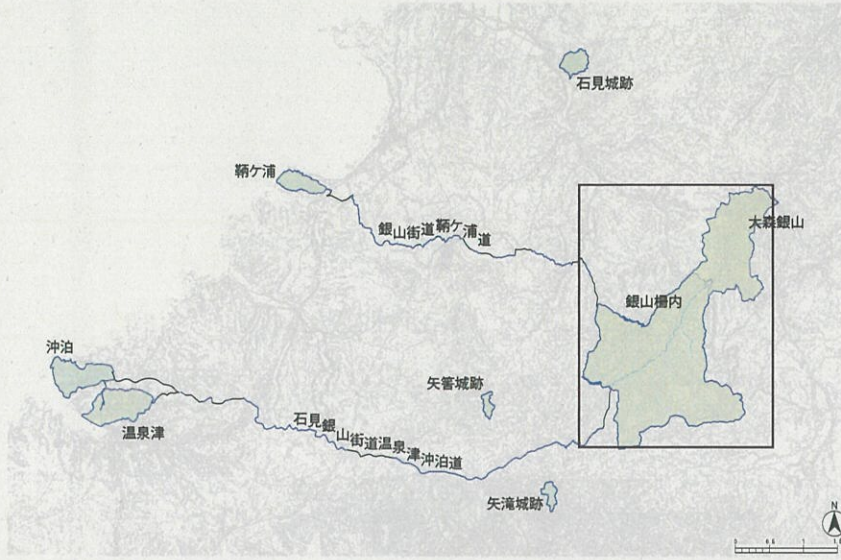 石見城跡
鞆ケ浦
銀山街道鞆ケ浦道
大森銀山
銀山柵内
沖泊
矢筈城跡
温泉津
石見銀山街道温泉津沖泊道
矢滝城跡
N